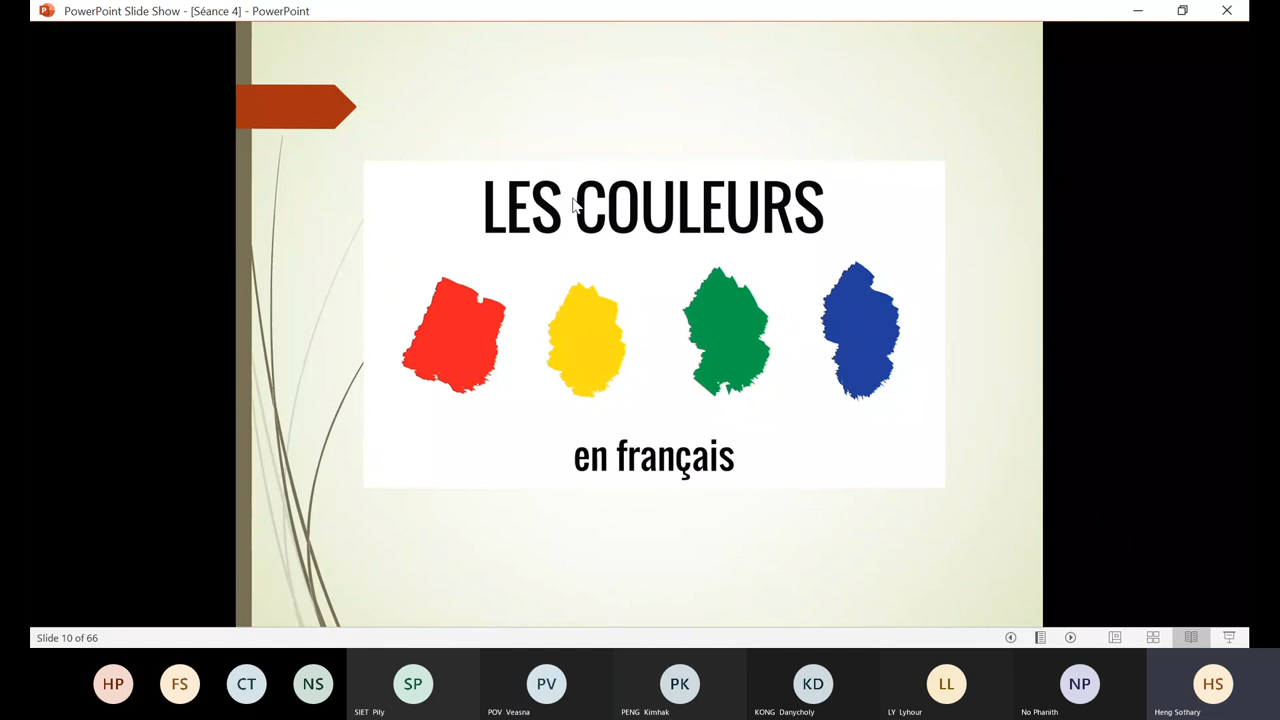 PowerPoint Slide Show - [Séance 4] - PowerPoint
LES COULEURS
en français
Slide 10 of 66
HP
FS
CT
NS
SP
PV
PK
KD
LL
NP
HS
SIET Pily
POV Veasna
PENG Kimhak
KONG Danycholy
LY Lyhour
No Phanith
Heng Sothary